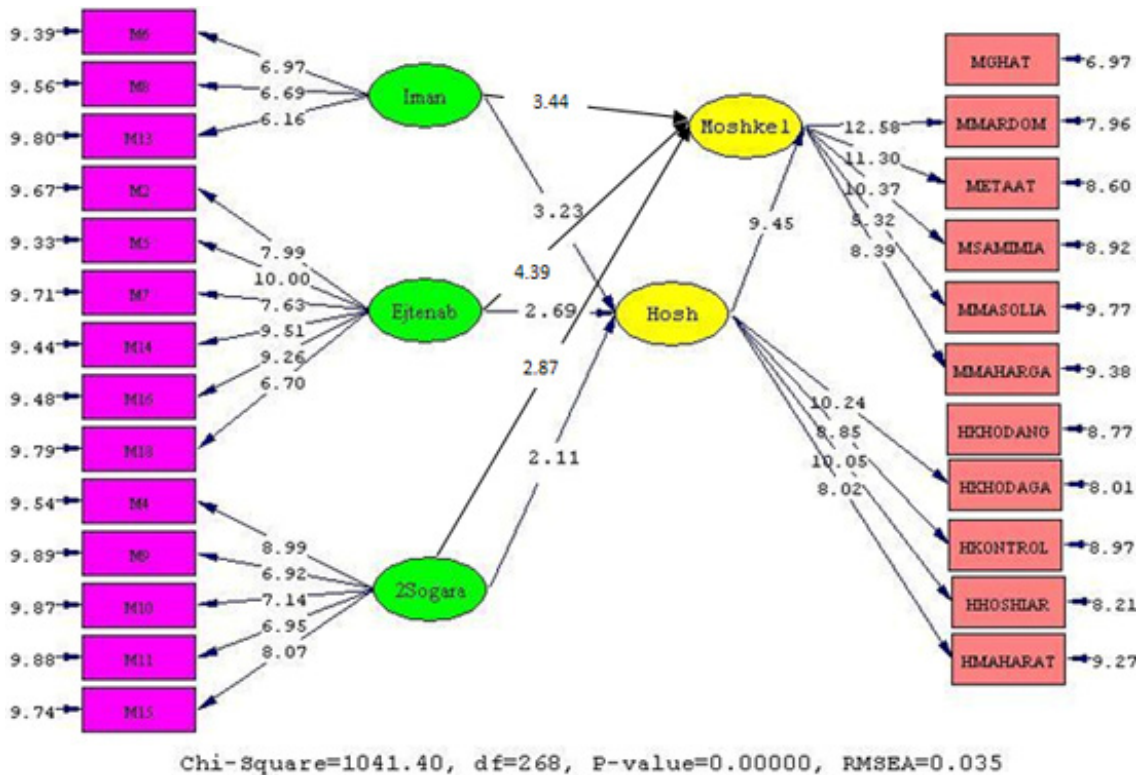 9.39 M6
6.97
9.56 M8
6.69
9.80 M13
6.16
9.67 M2
7.99
9.33 M5
10.00
9.71 M7
7.63
9.44 M14
9.51
9.48 M16
9.26
9.79 M18
6.70
9.54 M4
8.99
9.89 M9
6.92
9.87 M10
7.14
9.88 M11
6.95
9.74 M15
8.07
Iman
Ejtenab
2Sogara
3.44
3.23
4.39
2.69
2.87
2.11
Moshkel
9.45
Hosh
12.58
11.30
10.37
9.32
8.39
10.24
8.85
10.05
8.02
MGHAT 6.97
MMARDOM 7.96
METAAT 8.60
MSAMIMIA 8.92
MMASOLIA 9.77
MMAHARGA 9.38
HKHODANG 8.77
HKHODAGA 8.01
HKONTROL 8.97
HHOSHIAR 8.21
HMAHARAT 9.27
Chi-Square=1041.40, df=268, P-value=0.00000, RMSEA=0.035